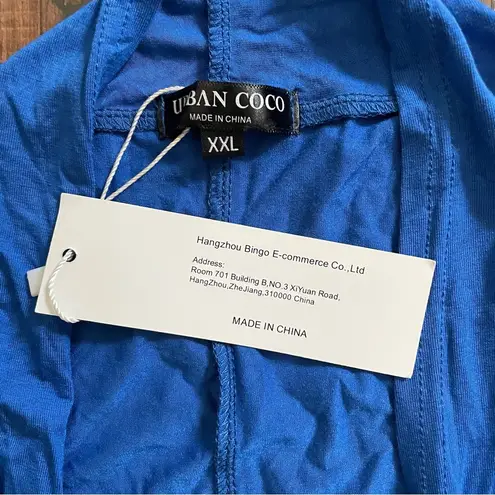 URBAN COCO
MADE IN CHINA
XXL
Hangzhou Bingo E-commerce Co.,Ltd
Address:
Room 701 Building B,NO.3 XiYuan Road,
HangZhou,ZheJiang,310000 China
MADE IN CHINA